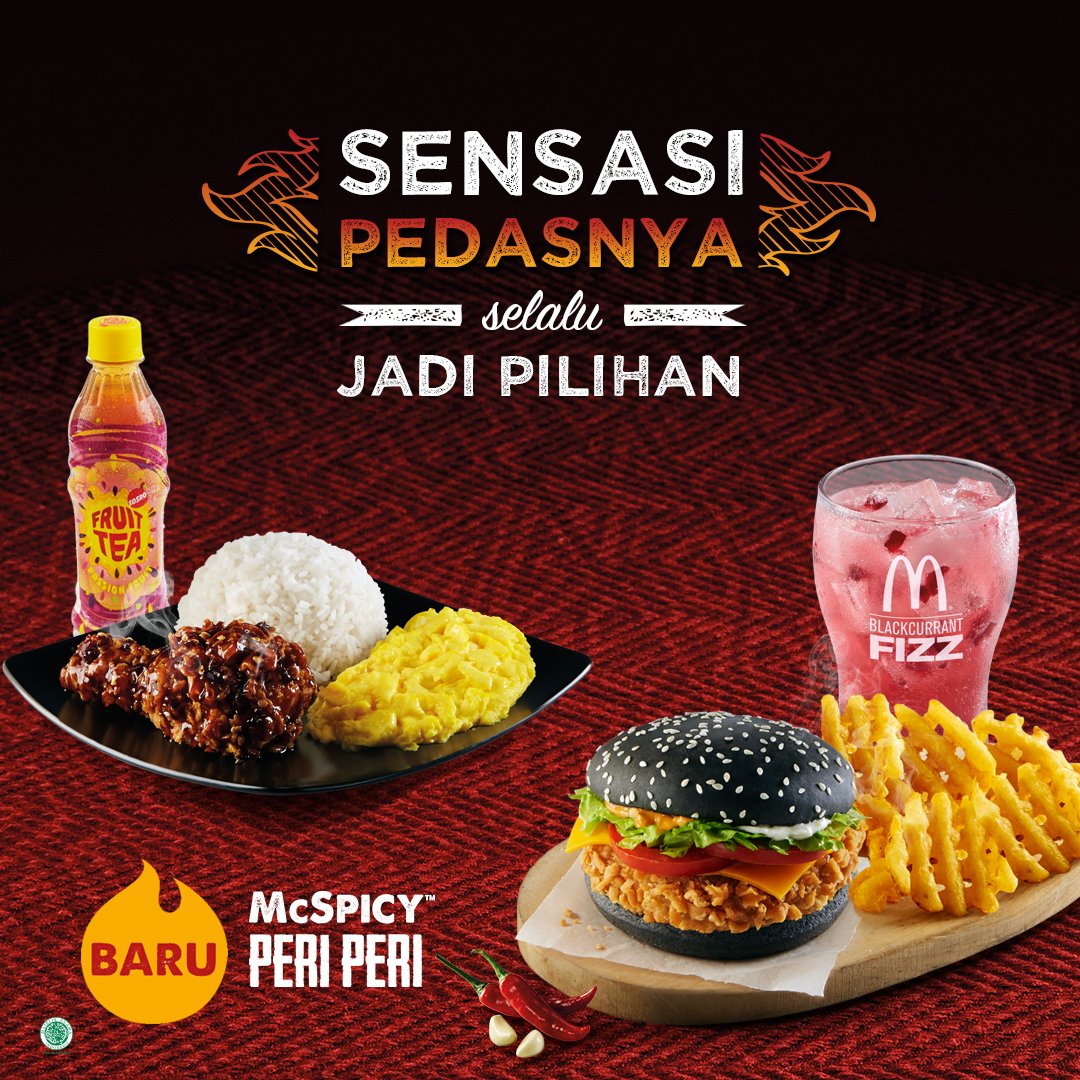 SENSASI
PEDASNYA
selalu
JADI PILIHAN
SOSRO
FRUIT
TEA
M
BLACKCURRANT
FIZZ
BARU
McSPICY™
PERI PERI